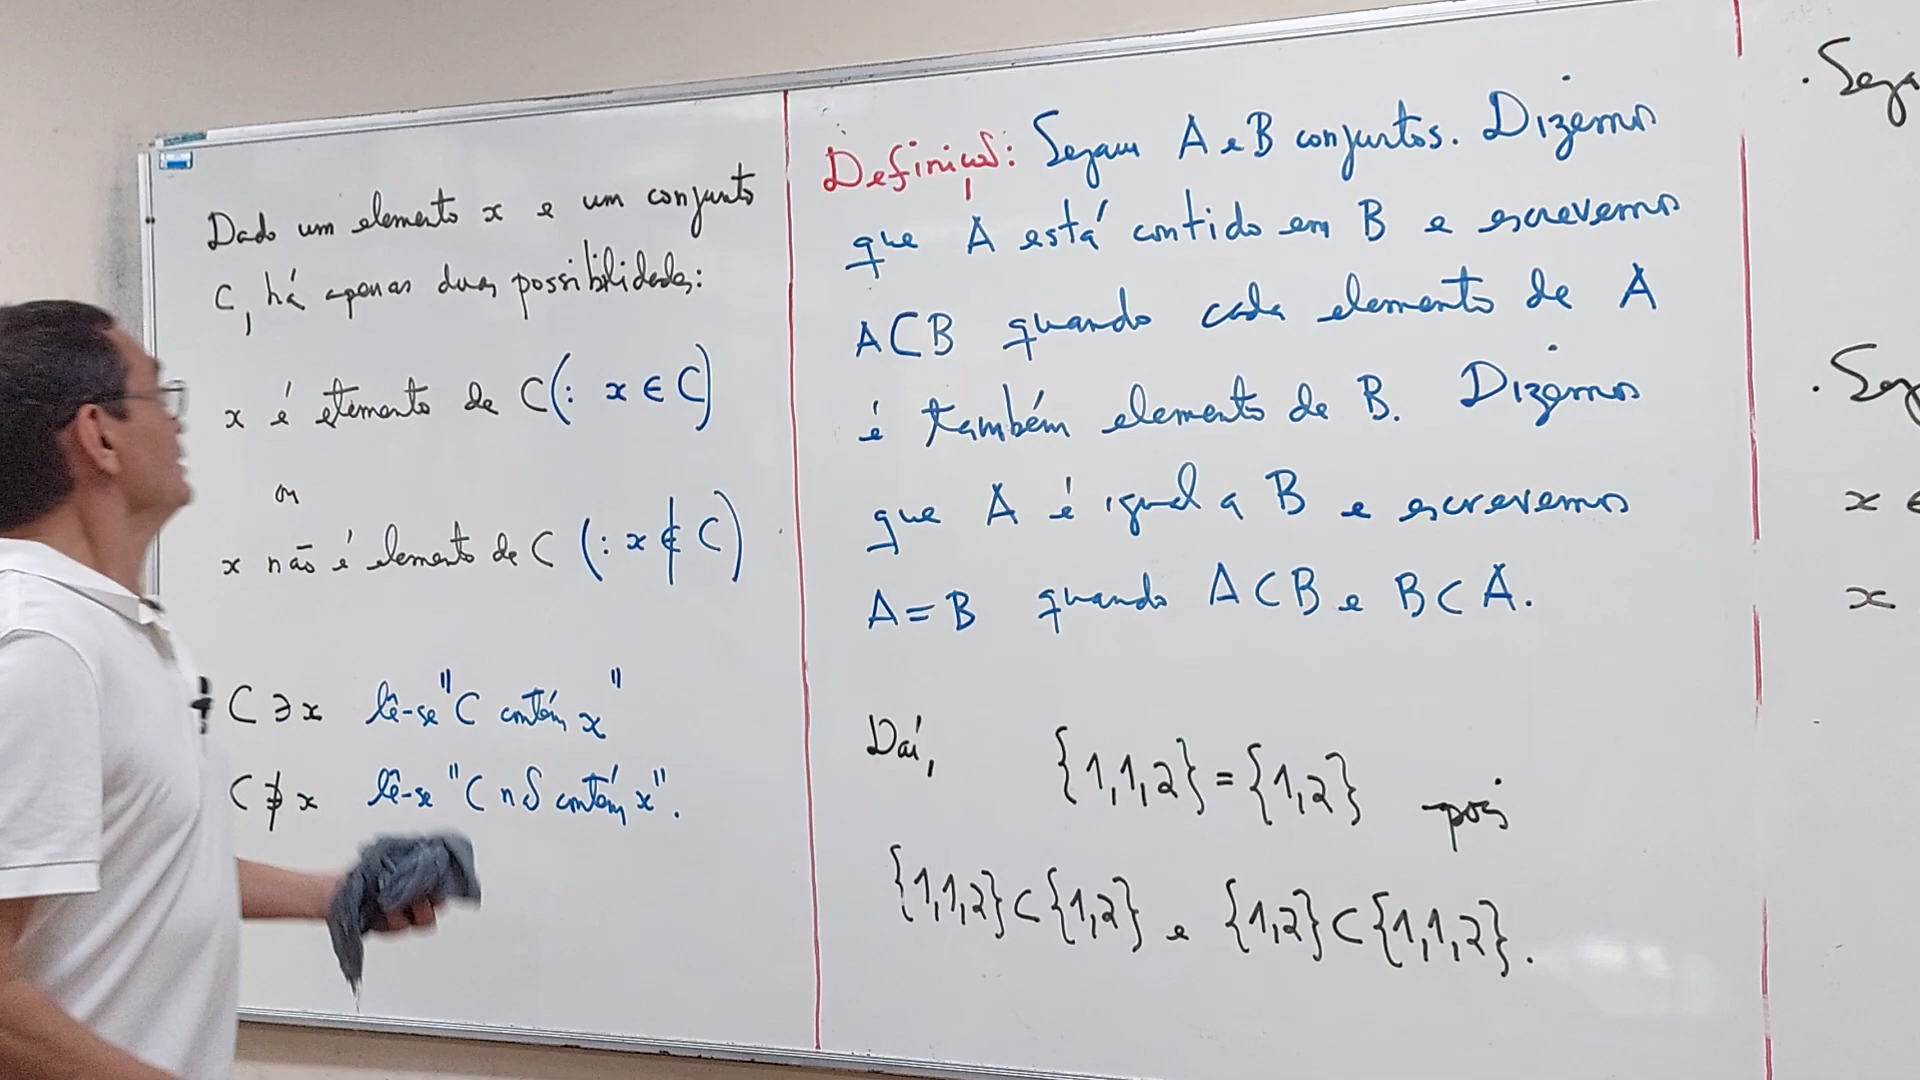 Dado um elemento x e um conjunto
C, há apenas duas possibilidades:
x é elemento de C (: x ∈ C)
ou
x não é elemento de C (: x ∉ C)
C ∋ x lê-se "C contém x"
C ∌ x lê-se "C não contém x".
Definição: Sejam A e B conjuntos. Dizemos
que A está contido em B e escrevemos
A⊂B quando cada elemento de A
é também elemento de B. Dizemos
que A é igual a B e escrevemos
A=B quando A⊂B e B⊂A.
Daí, {1,1,2}={1,2} pois
{1,1,2}⊂{1,2} e {1,2}⊂{1,1,2}.
. Seja
x ∈
x